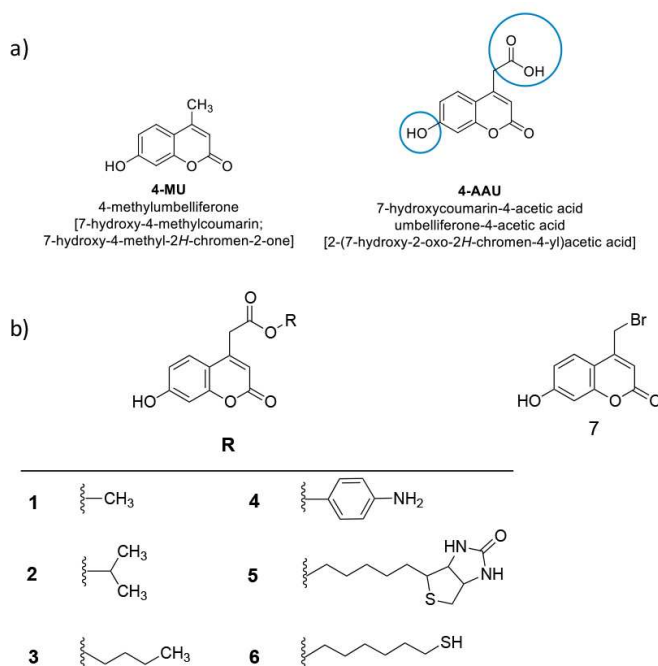 a)
CH₃
HO
O
O
4-MU
4-methylumbelliferone
[7-hydroxy-4-methylcoumarin;
7-hydroxy-4-methyl-2H-chromen-2-one]
O
OH
HO
O
O
4-AAU
7-hydroxycoumarin-4-acetic acid
umbelliferone-4-acetic acid
[2-(7-hydroxy-2-oxo-2H-chromen-4-yl)acetic acid]
b)
O
R
O
HO
O
O
R
Br
HO
O
O
7
1
CH₃
4
NH₂
2
CH₃
CH₃
5
HN
O
NH
S
3
CH₃
6
SH